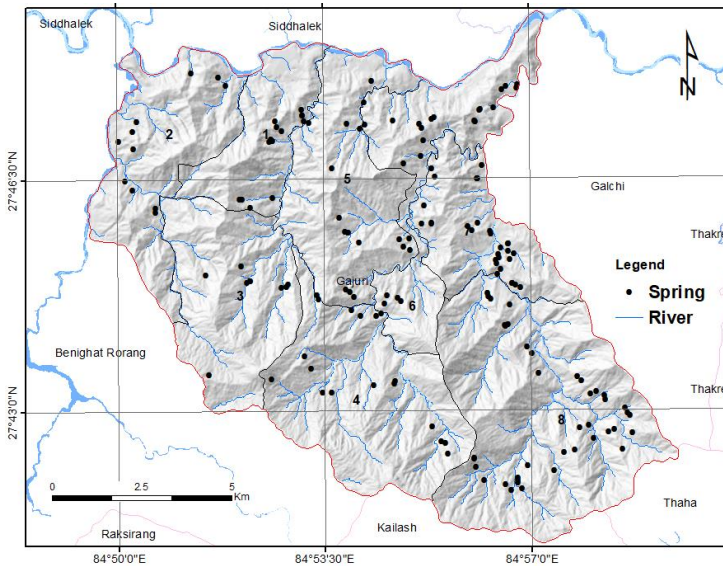 Siddhalek
Siddhalek
N
2
1
27°46'30"N
5
Galchi
7
Thakre
Legend
Spring
River
3
Gajuri
6
Benighat Rorang
4
Thakre
27°43'0"N
8
0 2.5 5
Km
Thaha
Raksirang
Kailash
84°50'0"E 84°53'30"E 84°57'0"E